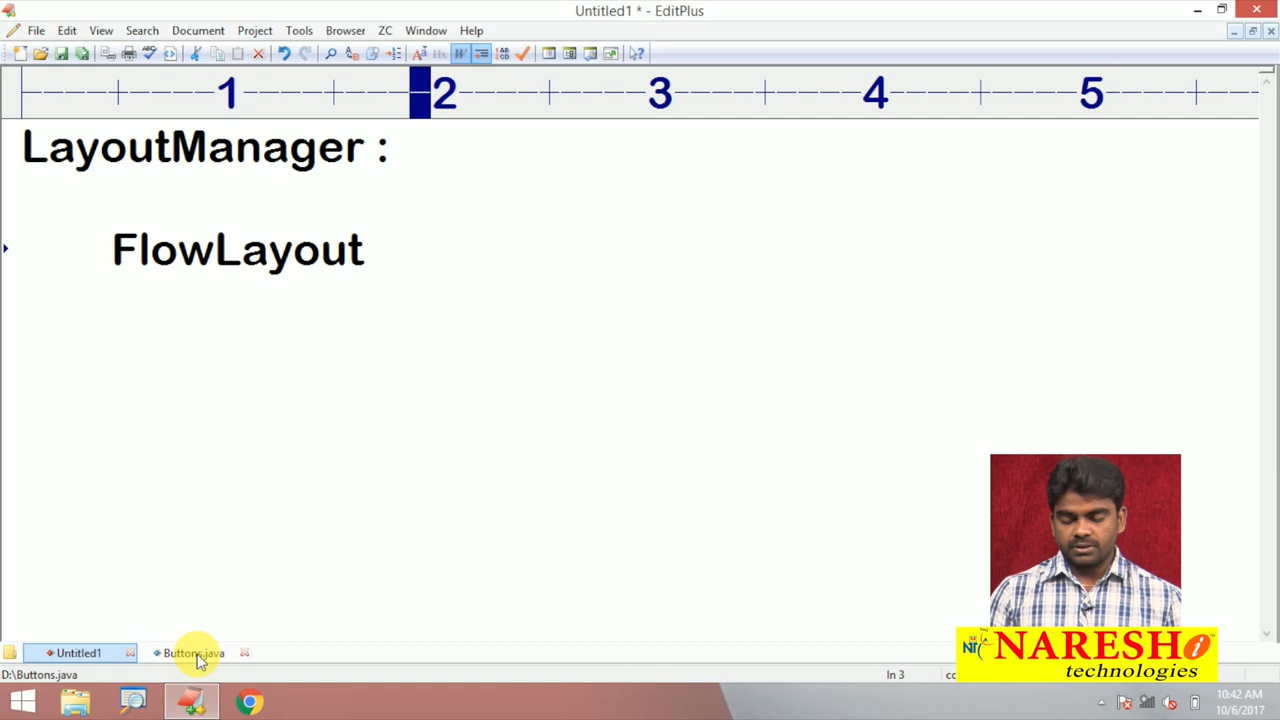 Untitled1 * - EditPlus
File Edit View Search Document Project Tools Browser ZC Window Help
1 2 3 4 5
LayoutManager :
FlowLayout
Untitled1 Buttons.java
D:\Buttons.java ln 3
NARESH i
technologies
10:42 AM
10/6/2017